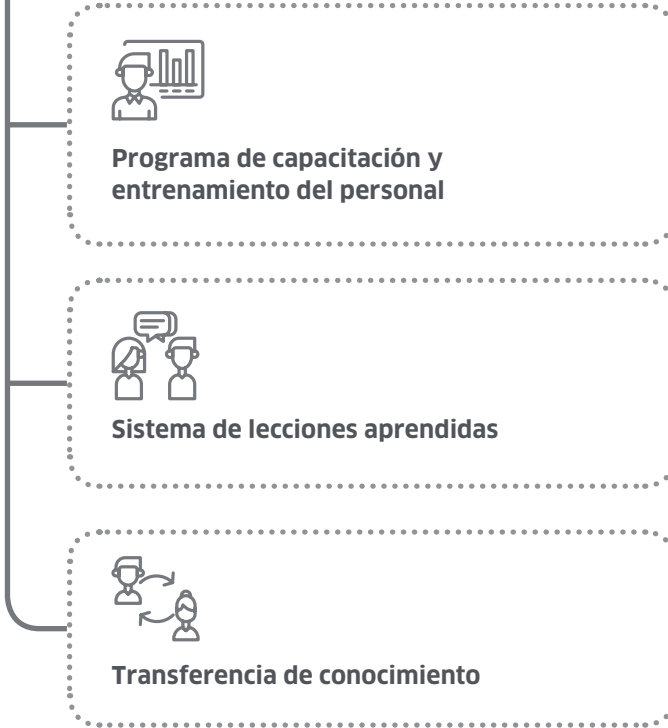 Programa de capacitación y
entrenamiento del personal
Sistema de lecciones aprendidas
Transferencia de conocimiento